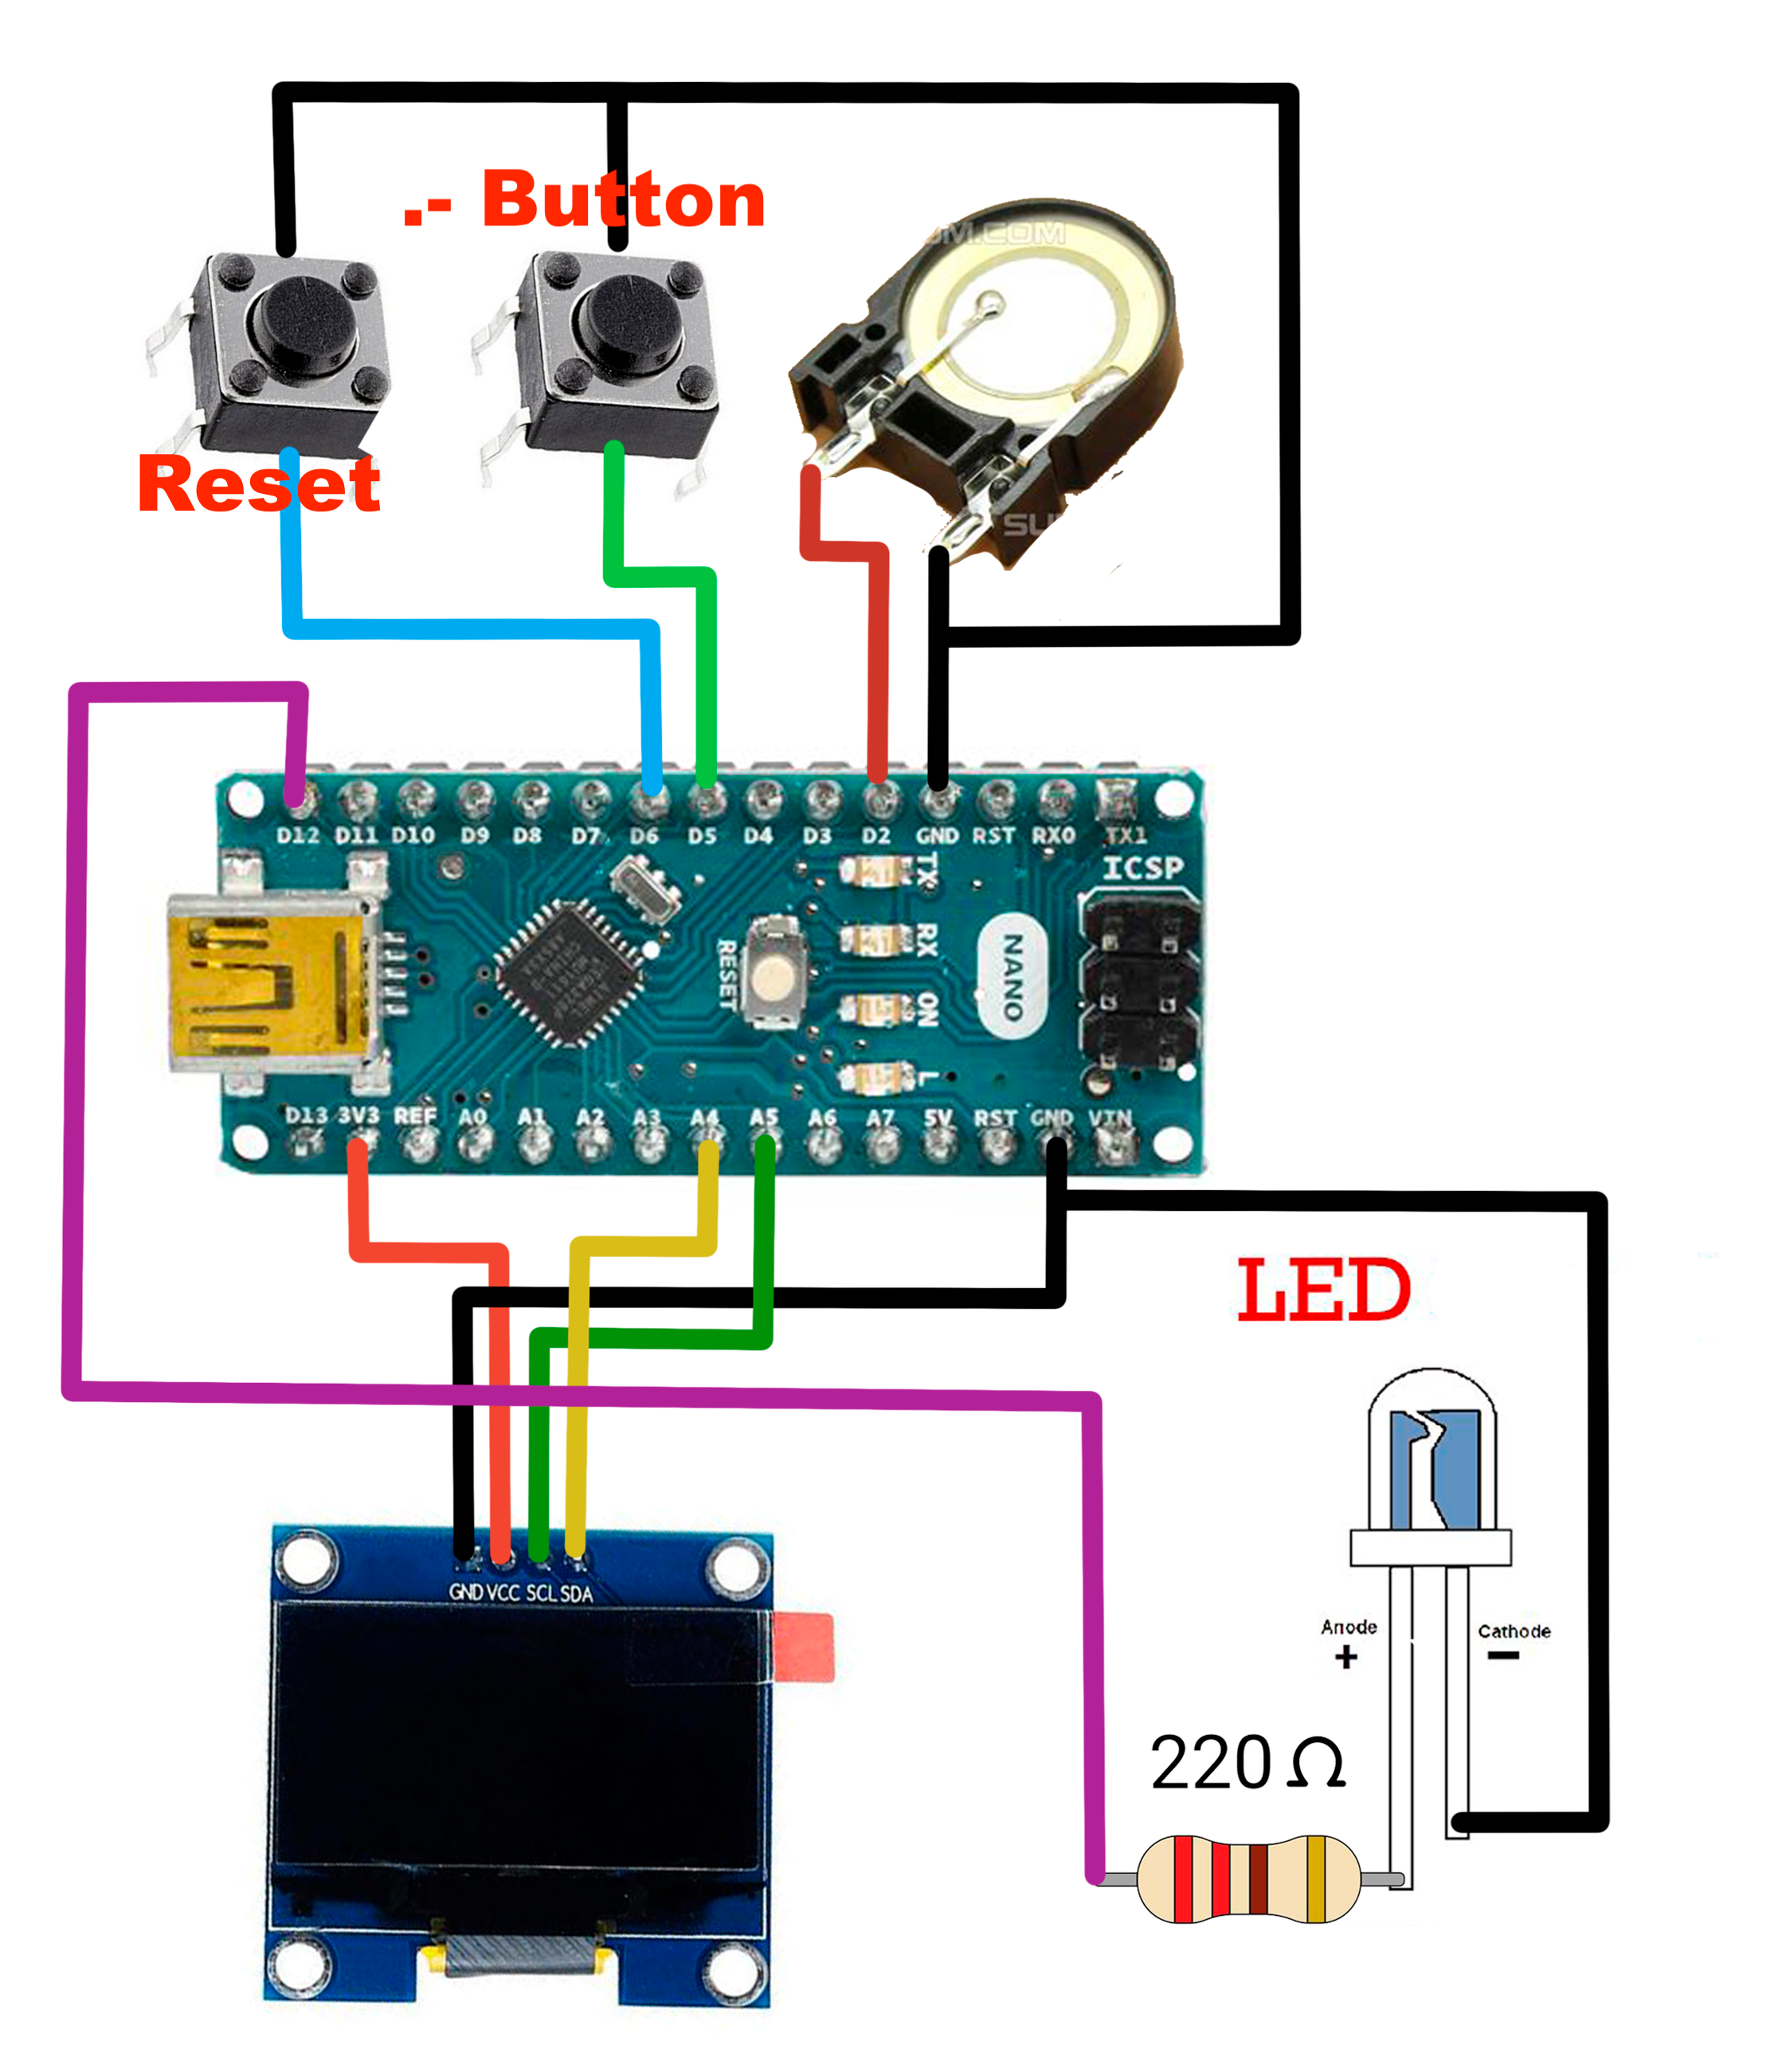 .- Button
Reset
D12 D11 D10 D9 D8 D7 D6 D5 D4 D3 D2 GND RST RX0 TX1
ICSP
TX
RX
RESET
NANO
ON
L
D13 3V3 REF A0 A1 A2 A3 A4 A5 A6 A7 5V RST GND VIN
LED
GND VCC SCL SDA
Anode
+
Cathode
-
220 Ω